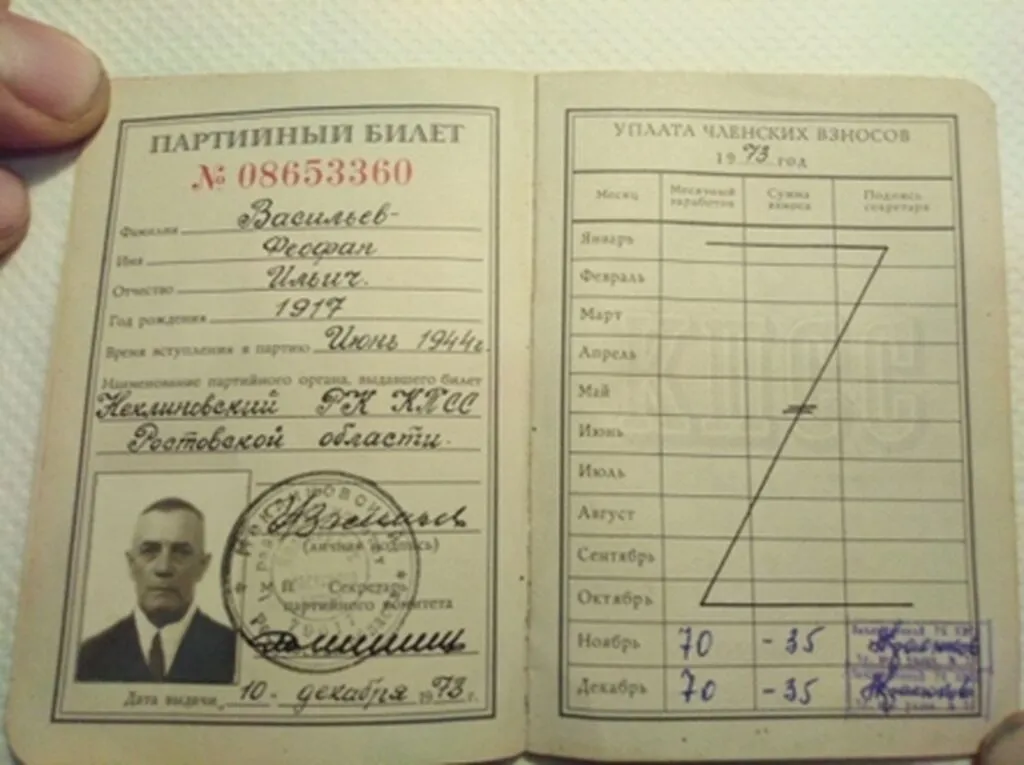 ПАРТИЙНЫЙ БИЛЕТ
№ 08653360
Фамилия Васильев
Имя Феофан
Отчество Ильич.
Год рождения 1917
Время вступления в партию Июнь 1944г.
Наименование партийного органа, выдавшего билет
Неклиновский РК КПСС
Ростовской области.
(личная подпись)
Секретарь
партийного комитета
Дата выдачи 10 декабря 1973 г.
УПЛАТА ЧЛЕНСКИХ ВЗНОСОВ
1973 год
Месяц Месячный заработок Сумма взноса Подпись секретаря
Январь
Февраль
Март
Апрель
Май
Июнь
Июль
Август
Сентябрь
Октябрь
Ноябрь 70 -35
Декабрь 70 -35
КПСС